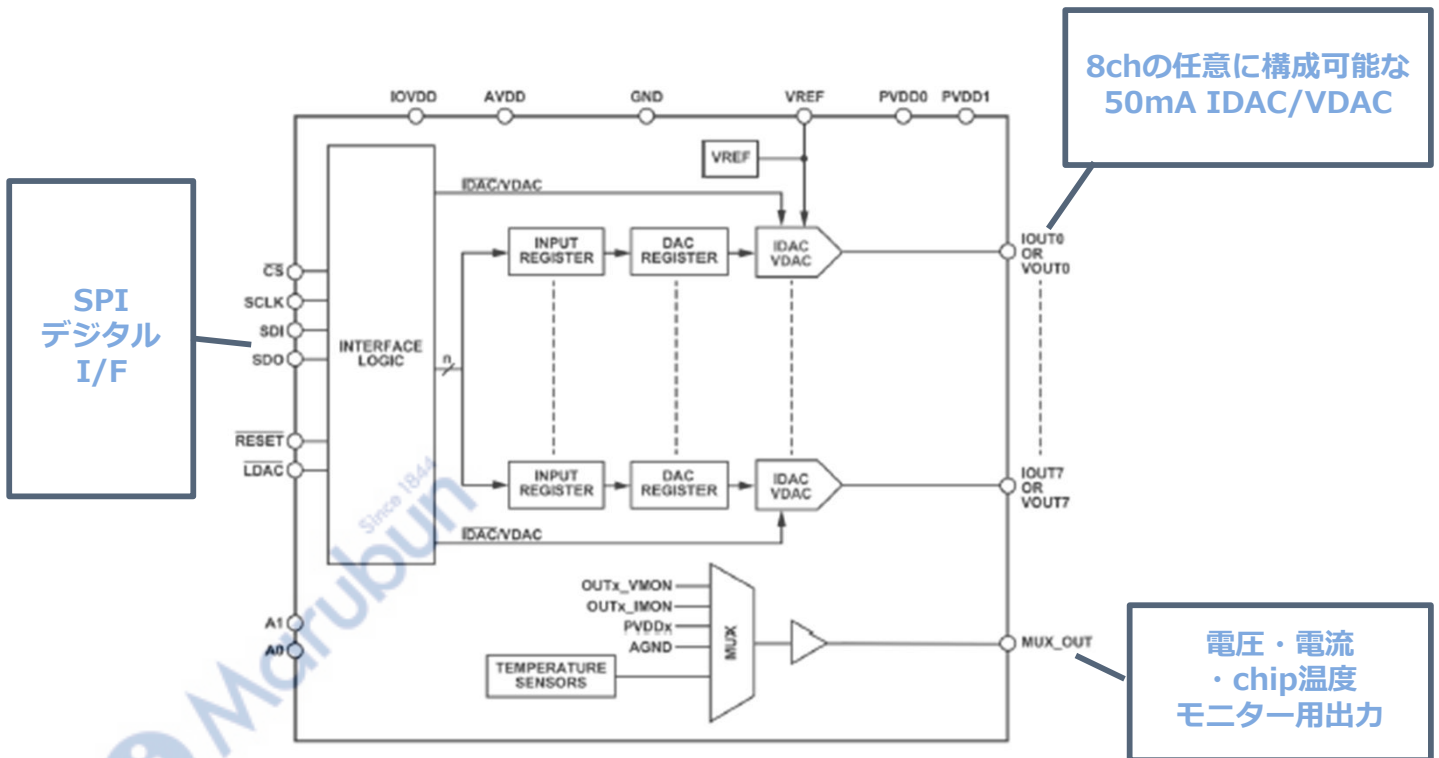 8chの任意に構成可能な
50mA IDAC/VDAC
IOVDD
AVDD
GND
VREF
PVDD0
PVDD1
VREF
IDAC/VDAC
INPUT
REGISTER
DAC
REGISTER
IDAC
VDAC
IOUT0
OR
VOUT0
SPI
デジタル
I/F
CS
SCLK
SDI
SDO
RESET
LDAC
INTERFACE
LOGIC
n
INPUT
REGISTER
DAC
REGISTER
IDAC
VDAC
IOUT7
OR
VOUT7
IDAC/VDAC
A1
A0
OUTx_VMON
OUTx_IMON
PVDDx
AGND
TEMPERATURE
SENSORS
MUX
MUX_OUT
電圧・電流
・chip温度
モニター用出力
Marubun
Since 1844